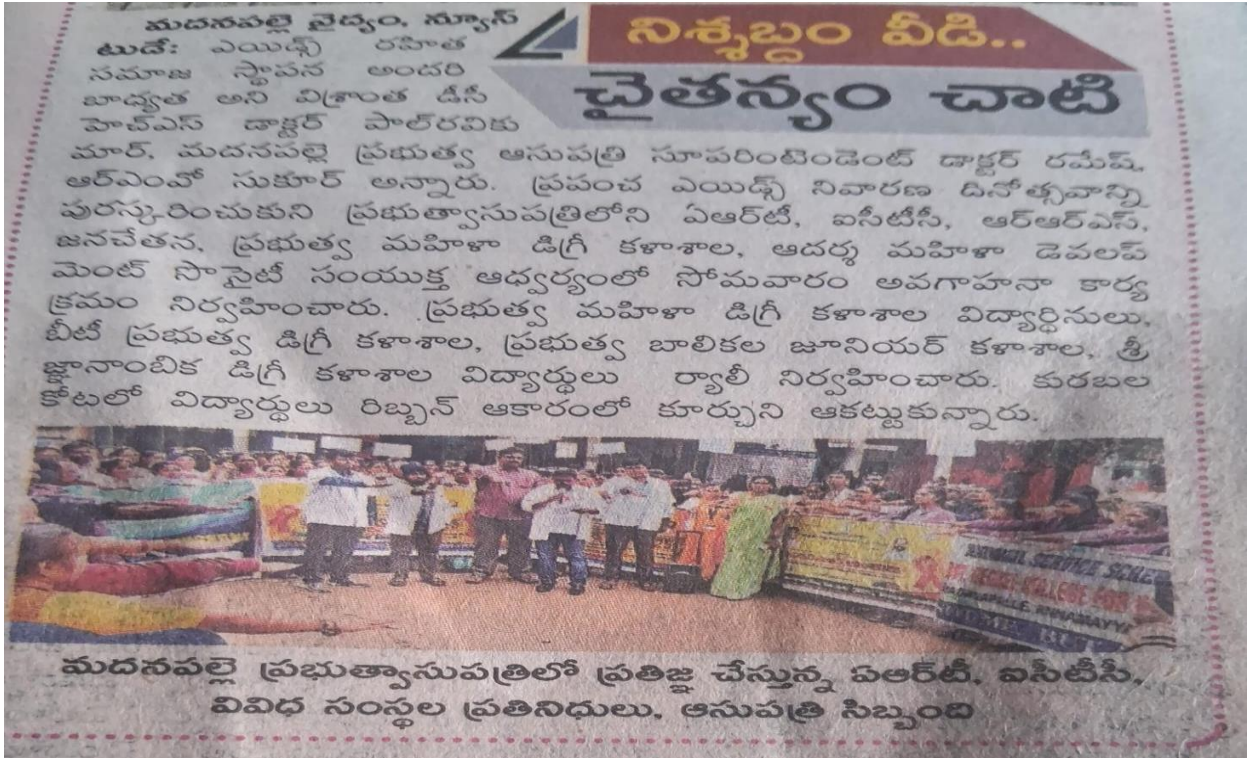 నిశ్శబ్దం వీడి..
చైతన్యం చాటి
మదనపల్లె వైద్యం, న్యూస్
టుడే: ఎయిడ్స్ రహిత
సమాజ స్థాపన అందరి
బాధ్యత అని విశ్రాంత డీసీ
హెచ్ఎస్ డాక్టర్ పాల్‌రవికు
మార్, మదనపల్లె ప్రభుత్వ ఆసుపత్రి సూపరింటెండెంట్ డాక్టర్ రమేష్,
ఆర్ఎంవో సుకూర్ అన్నారు. ప్రపంచ ఎయిడ్స్ నివారణ దినోత్సవాన్ని
పురస్కరించుకుని ప్రభుత్వాసుపత్రిలోని ఏఆర్‌టీ, ఐసీటీసీ, ఆర్ఆర్ఎస్,
జనచేతన, ప్రభుత్వ మహిళా డిగ్రీ కళాశాల, ఆదర్శ మహిళా డెవలప్
మెంట్ సొసైటీ సంయుక్త ఆధ్వర్యంలో సోమవారం అవగాహనా కార్య
క్రమం నిర్వహించారు. ప్రభుత్వ మహిళా డిగ్రీ కళాశాల విద్యార్థినులు,
బీటీ ప్రభుత్వ డిగ్రీ కళాశాల, ప్రభుత్వ బాలికల జూనియర్ కళాశాల, శ్రీ
జ్ఞానాంబిక డిగ్రీ కళాశాల విద్యార్థులు ర్యాలీ నిర్వహించారు. కురబల
కోటలో విద్యార్థులు రిబ్బన్ ఆకారంలో కూర్చుని ఆకట్టుకున్నారు.
SERVICE SCHEME
COLLEGE FOR
మదనపల్లె ప్రభుత్వాసుపత్రిలో ప్రతిజ్ఞ చేస్తున్న ఏఆర్‌టీ, ఐసీటీసీ,
వివిధ సంస్థల ప్రతినిధులు, ఆసుపత్రి సిబ్బంది